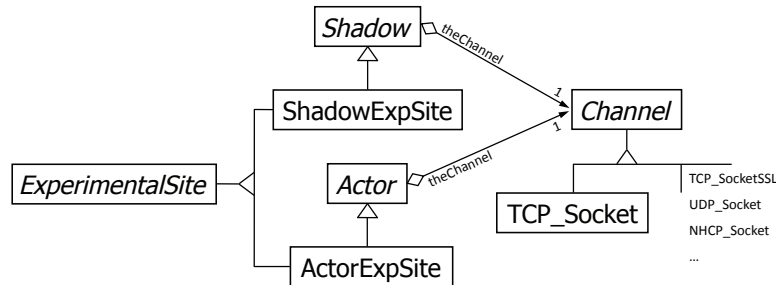 Shadow
theChannel
1
ShadowExpSite
Channel
1
ExperimentalSite
Actor
theChannel
TCP_SocketSSL
TCP_Socket
UDP_Socket
NHCP_Socket
ActorExpSite
...